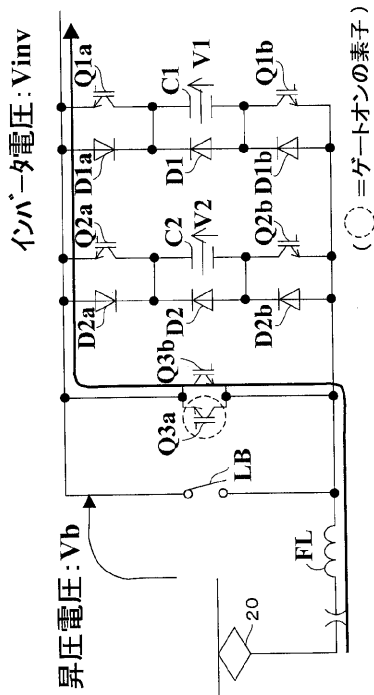 インバータ電圧:Vinv
昇圧電圧:Vb
Q1a
D1a
C1
V1
D1
Q1b
D1b
Q2a
D2a
C2
V2
D2
Q2b
D2b
Q3b
Q3a
LB
FL
20
( =ゲートオンの素子)